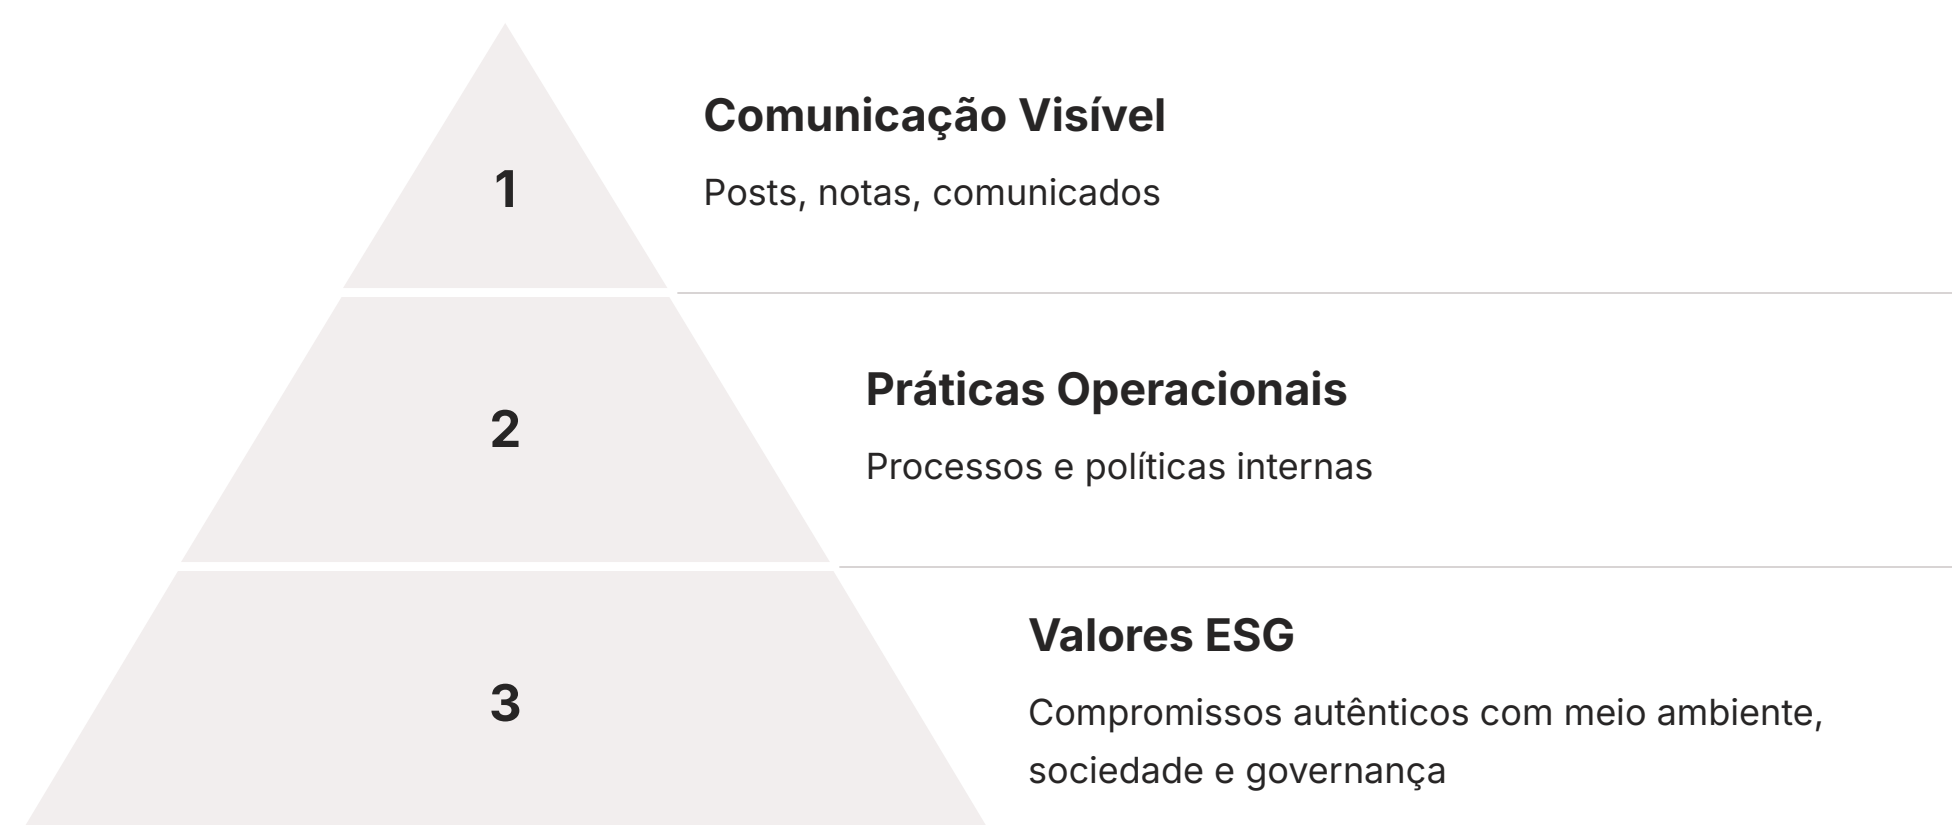 1
Comunicação Visível
Posts, notas, comunicados
2
Práticas Operacionais
Processos e políticas internas
3
Valores ESG
Compromissos autênticos com meio ambiente,
sociedade e governança